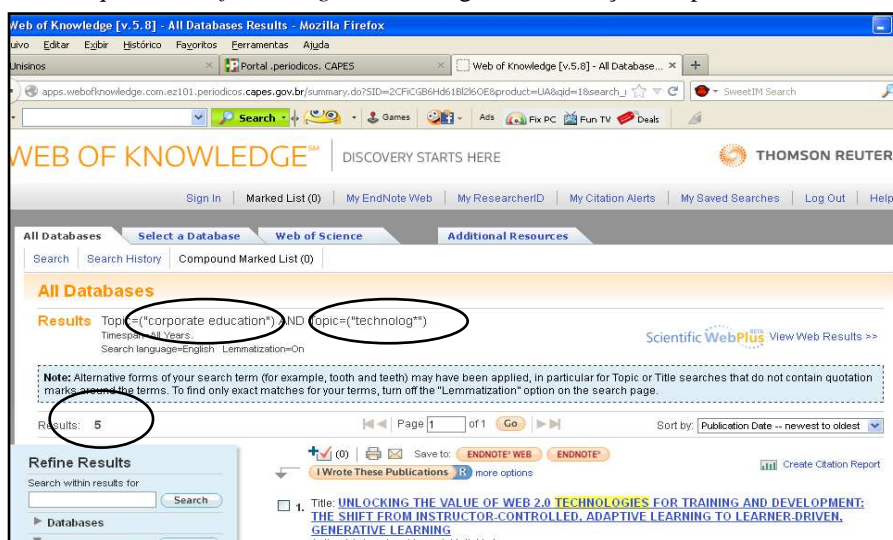 Web of Knowledge [v.5.8] - All Databases Results - Mozilla Firefox
uivo Editar Exibir Histórico Favoritos Ferramentas Ajuda
Unisinos Portal .periodicos. CAPES Web of Knowledge [v.5.8] - All Database...
apps.webofknowledge.com.ez101.periodicos.capes.gov.br/summary.do? SweetIM Search
Search Games Ads Fix PC Fun TV Deals
WEB OF KNOWLEDGE℠ DISCOVERY STARTS HERE THOMSON REUTER
Sign In | Marked List (0) | My EndNote Web | My ResearcherID | My Citation Alerts | My Saved Searches | Log Out | Help
All Databases Select a Database Web of Science Additional Resources
Search Search History Compound Marked List (0)
All Databases
Results Topic=("corporate education") AND Topic=("technolog*")
Timespan=All Years.
Search language=English Lemmatization=On
Scientific WebPlus BETA View Web Results >>
Note: Alternative forms of your search term (for example, tooth and teeth) may have been applied, in particular for Topic or Title searches that do not contain quotation
marks around the terms. To find only exact matches for your terms, turn off the "Lemmatization" option on the search page.
Results: 5 Page 1 of 1 Go Sort by: Publication Date -- newest to oldest
Refine Results
Search within results for
Search
Databases
(0) Save to: ENDNOTE WEB ENDNOTE
I Wrote These Publications R more options
Create Citation Report
1. Title: UNLOCKING THE VALUE OF WEB 2.0 TECHNOLOGIES FOR TRAINING AND DEVELOPMENT:
THE SHIFT FROM INSTRUCTOR-CONTROLLED, ADAPTIVE LEARNING TO LEARNER-DRIVEN,
GENERATIVE LEARNING